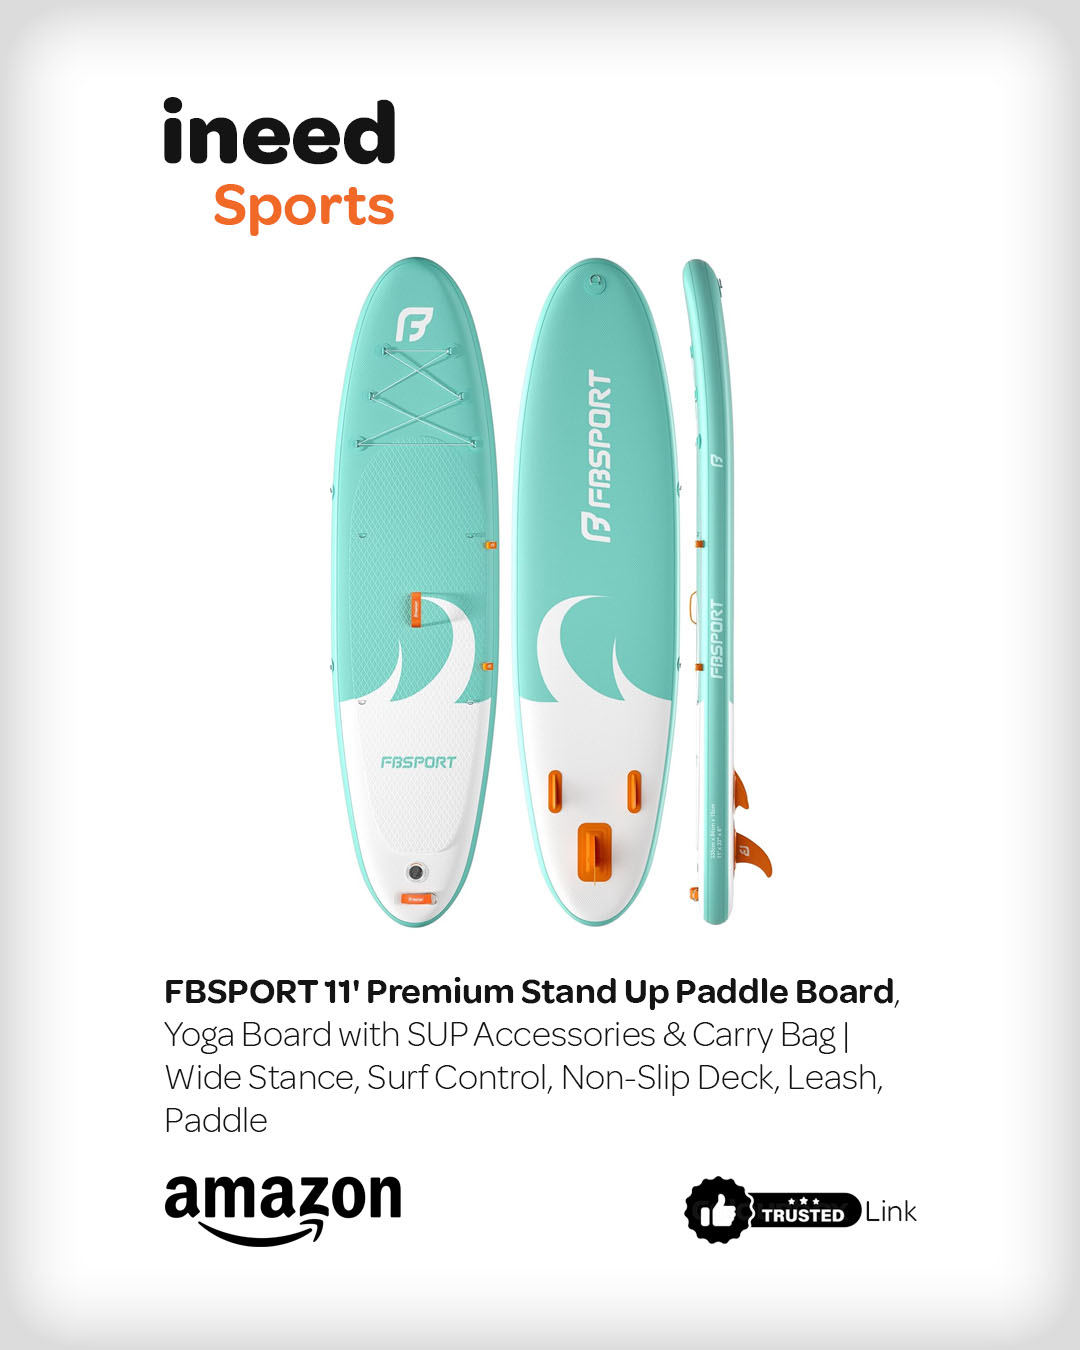 ineed
Sports
FBSPORT
FBSPORT
FBSPORT
FBSPORT 11' Premium Stand Up Paddle Board,
Yoga Board with SUP Accessories & Carry Bag |
Wide Stance, Surf Control, Non-Slip Deck, Leash,
Paddle
amazon
TRUSTED Link